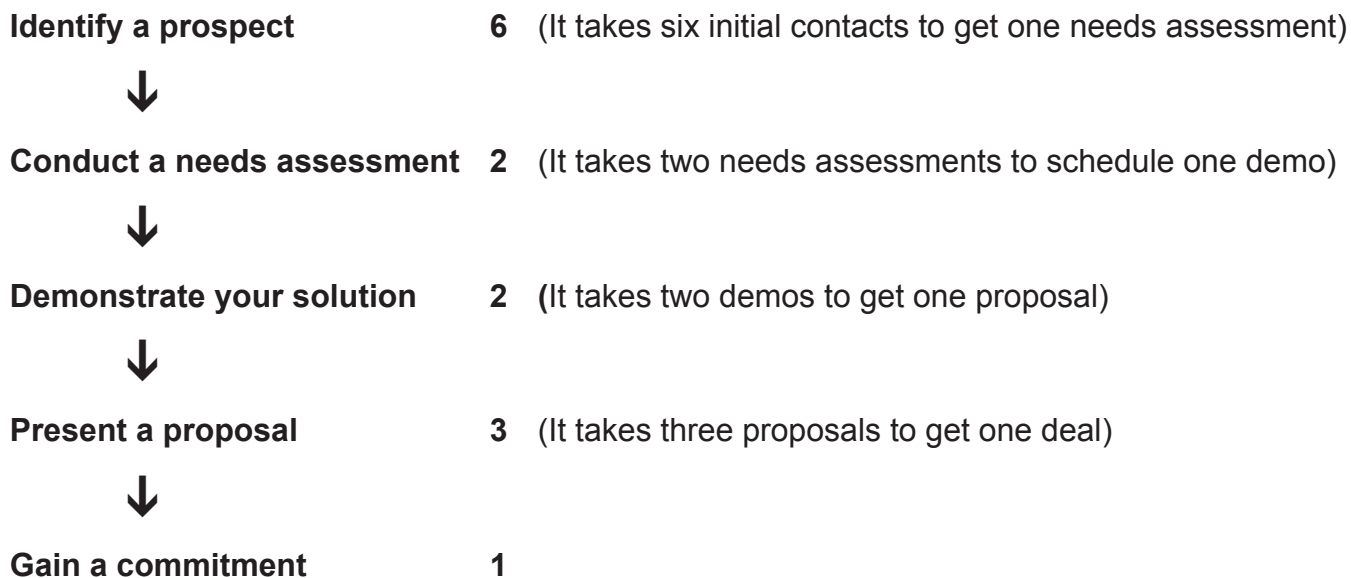 Identify a prospect 6 (It takes six initial contacts to get one needs assessment)
Conduct a needs assessment 2 (It takes two needs assessments to schedule one demo)
Demonstrate your solution 2 (It takes two demos to get one proposal)
Present a proposal 3 (It takes three proposals to get one deal)
Gain a commitment 1